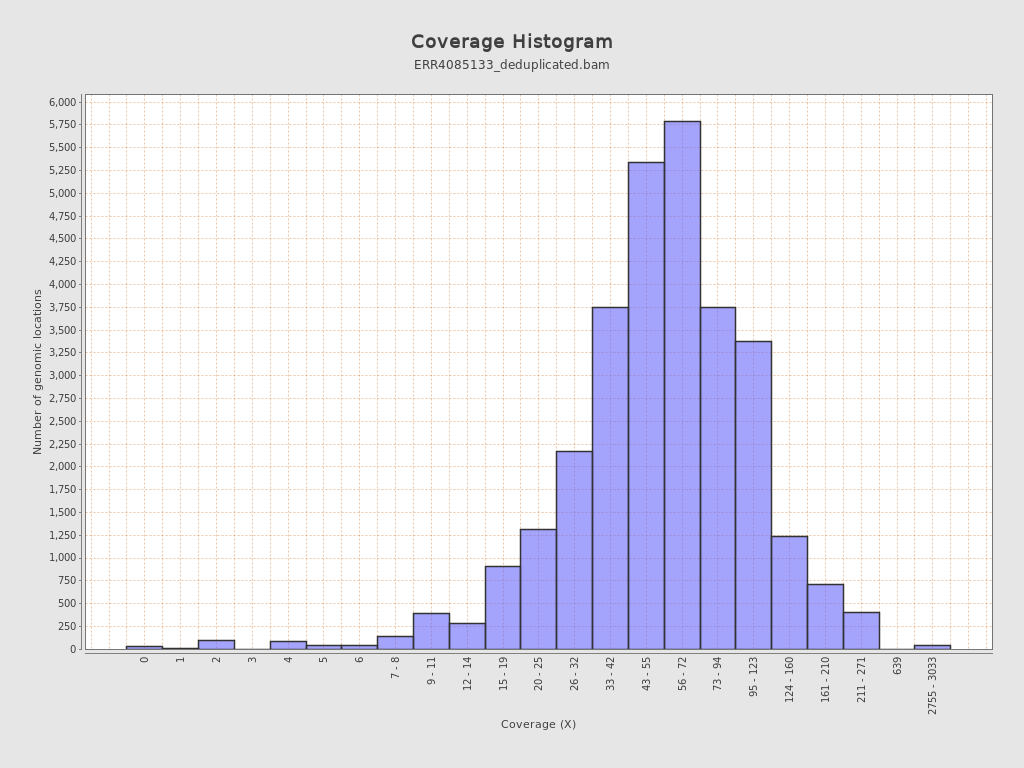 Coverage Histogram
ERR4085133_deduplicated.bam
Number of genomic locations
6,000
5,750
5,500
5,250
5,000
4,750
4,500
4,250
4,000
3,750
3,500
3,250
3,000
2,750
2,500
2,250
2,000
1,750
1,500
1,250
1,000
750
500
250
0
0
1
2
3
4
5
6
7 - 8
9 - 11
12 - 14
15 - 19
20 - 25
26 - 32
33 - 42
43 - 55
56 - 72
73 - 94
95 - 123
124 - 160
161 - 210
211 - 271
639
2755 - 3033
Coverage (X)